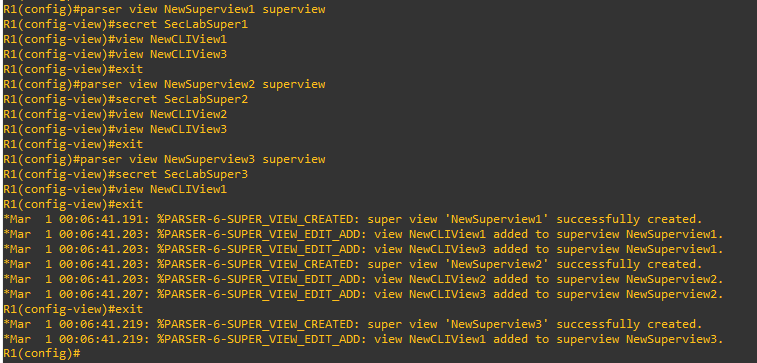 R1(config)#parser view NewSuperview1 superview
R1(config-view)#secret SecLabSuper1
R1(config-view)#view NewCLIView1
R1(config-view)#view NewCLIView3
R1(config-view)#exit
R1(config)#parser view NewSuperview2 superview
R1(config-view)#secret SecLabSuper2
R1(config-view)#view NewCLIView2
R1(config-view)#view NewCLIView3
R1(config-view)#exit
R1(config)#parser view NewSuperview3 superview
R1(config-view)#secret SecLabSuper3
R1(config-view)#view NewCLIView1
R1(config-view)#exit
*Mar  1 00:06:41.191: %PARSER-6-SUPER_VIEW_CREATED: super view 'NewSuperview1' successfully created.
*Mar  1 00:06:41.203: %PARSER-6-SUPER_VIEW_EDIT_ADD: view NewCLIView1 added to superview NewSuperview1.
*Mar  1 00:06:41.203: %PARSER-6-SUPER_VIEW_EDIT_ADD: view NewCLIView3 added to superview NewSuperview1.
*Mar  1 00:06:41.203: %PARSER-6-SUPER_VIEW_CREATED: super view 'NewSuperview2' successfully created.
*Mar  1 00:06:41.203: %PARSER-6-SUPER_VIEW_EDIT_ADD: view NewCLIView2 added to superview NewSuperview2.
*Mar  1 00:06:41.207: %PARSER-6-SUPER_VIEW_EDIT_ADD: view NewCLIView3 added to superview NewSuperview2.
R1(config-view)#exit
*Mar  1 00:06:41.219: %PARSER-6-SUPER_VIEW_CREATED: super view 'NewSuperview3' successfully created.
*Mar  1 00:06:41.219: %PARSER-6-SUPER_VIEW_EDIT_ADD: view NewCLIView1 added to superview NewSuperview3.
R1(config)#